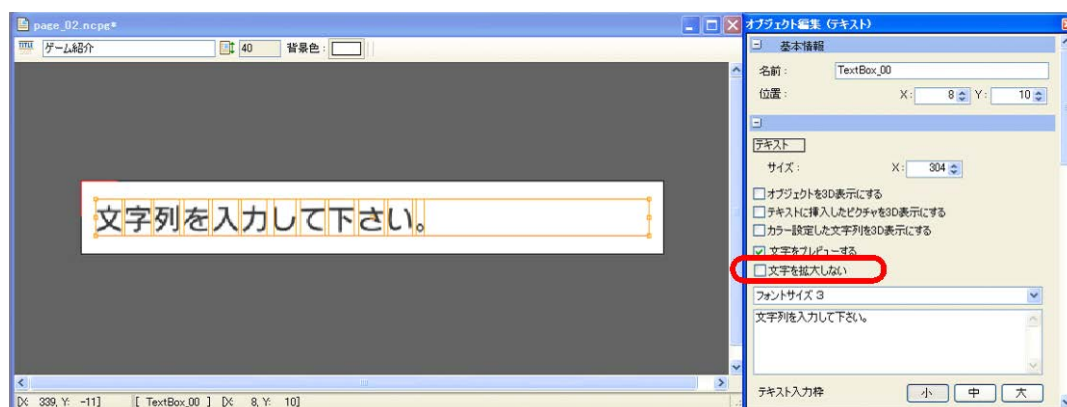 page_02.ncpg*
ゲーム紹介
40
背景色：
文字列を入力して下さい。
[X: 339, Y: -11]
[ TextBox_00 ]
[X: 8, Y: 10]
オブジェクト編集（テキスト）
基本情報
名前：
TextBox_00
位置：
X： 8
Y： 10
テキスト
サイズ：
X： 304
オブジェクトを3D表示にする
テキストに挿入したピクチャを3D表示にする
カラー設定した文字列を3D表示にする
文字をプレビューする
文字を拡大しない
フォントサイズ 3
文字列を入力して下さい。
テキスト入力枠
小
中
大